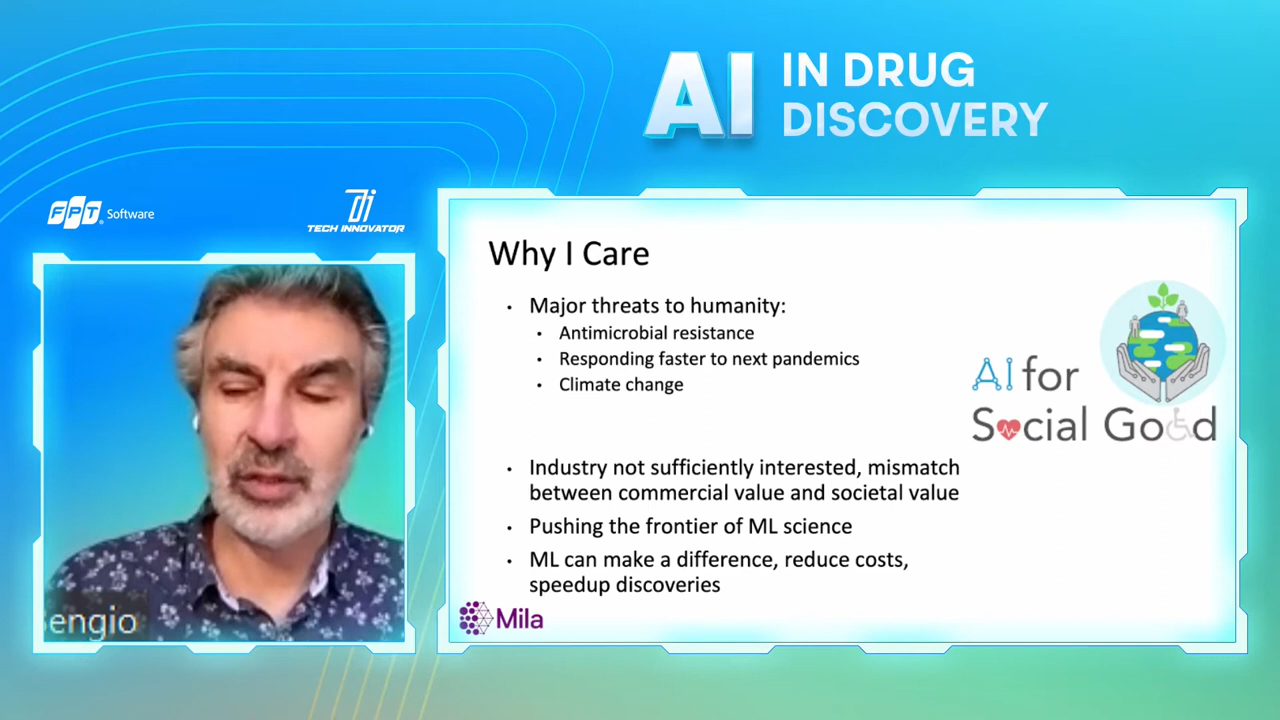 AI IN DRUG
DISCOVERY
FPT Software
TECH INNOVATOR
Why I Care
• Major threats to humanity:
• Antimicrobial resistance
• Responding faster to next pandemics
• Climate change
AI for
Social Good
• Industry not sufficiently interested, mismatch
between commercial value and societal value
• Pushing the frontier of ML science
• ML can make a difference, reduce costs,
speedup discoveries
Mila
engio